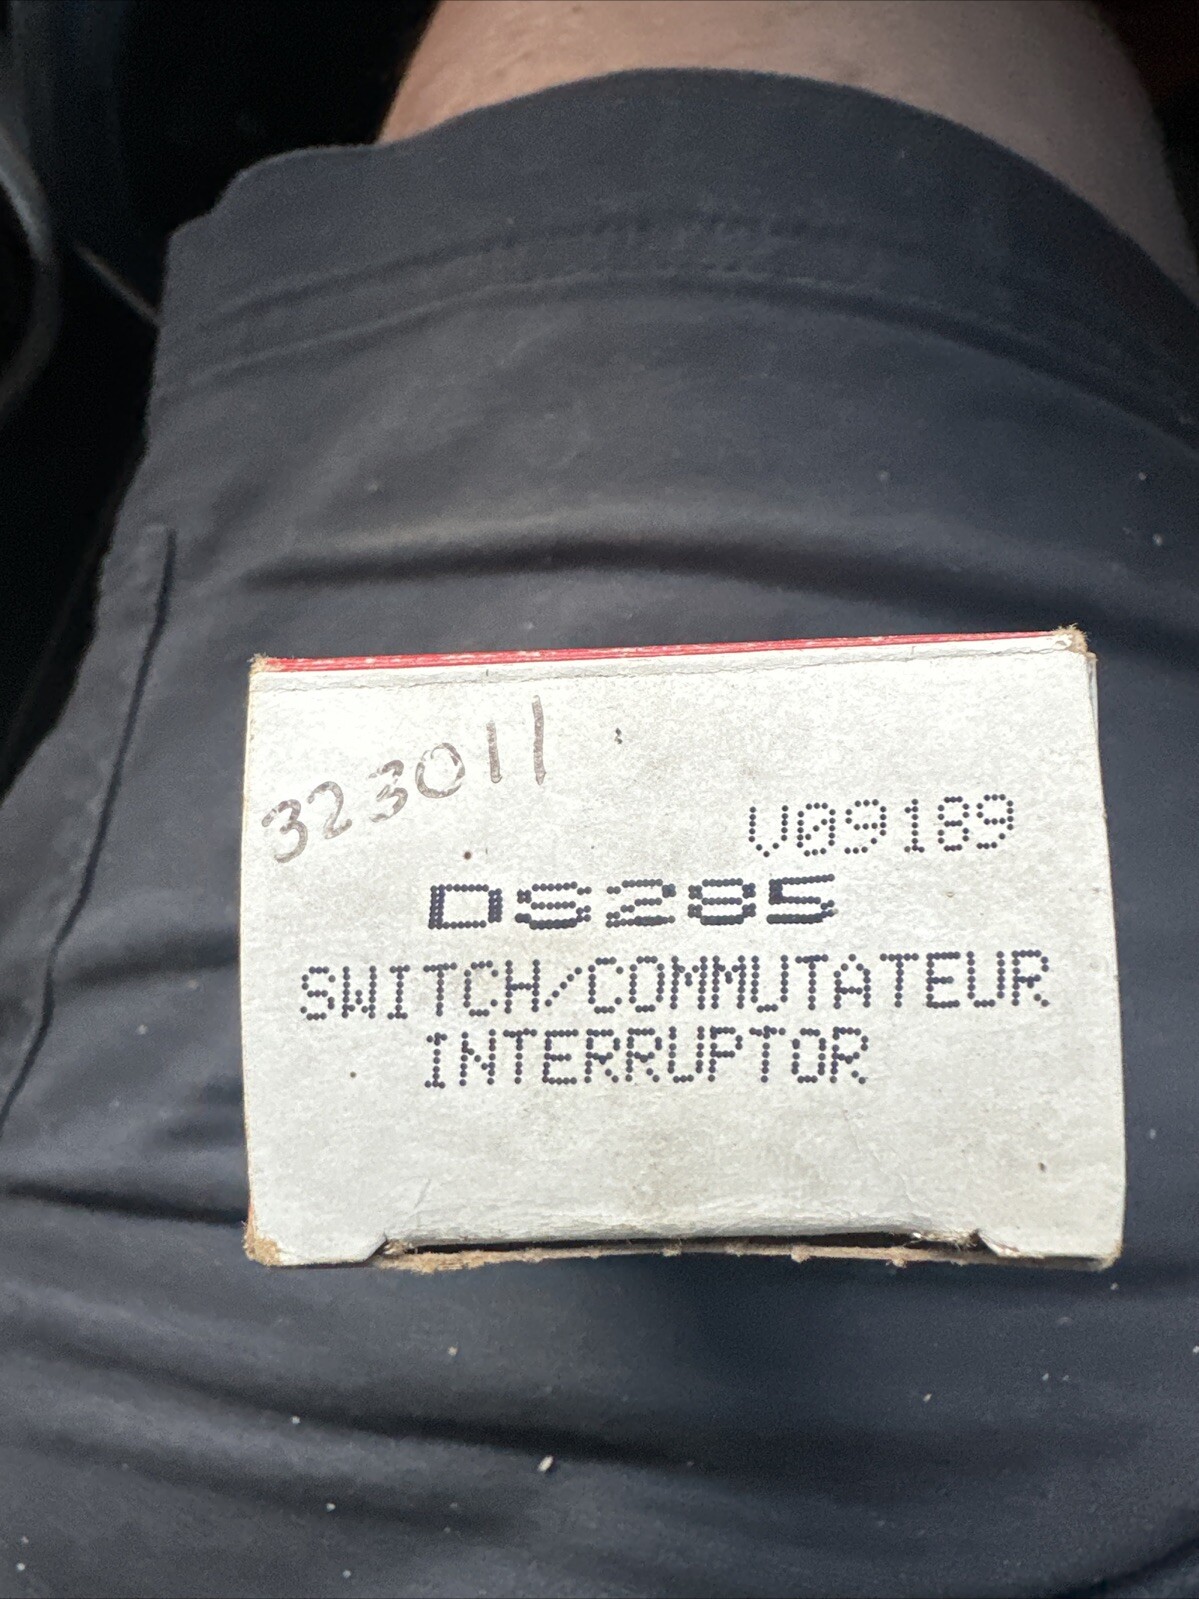 323011
V09189
DS285
SWITCH/COMMUTATEUR
INTERRUPTOR